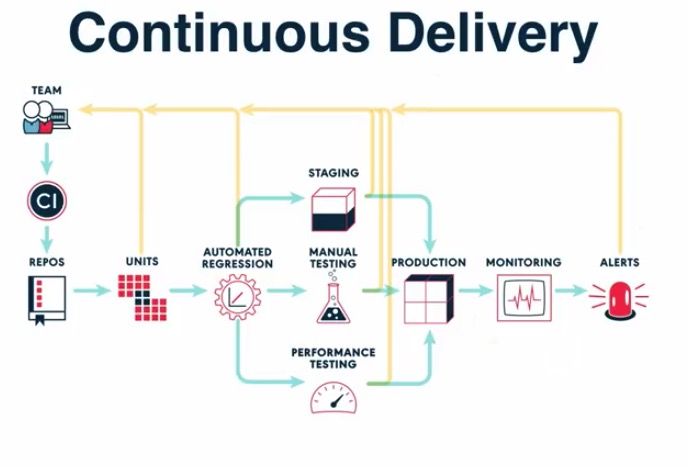 Continuous Delivery
TEAM
CI
STAGING
REPOS
UNITS
AUTOMATED
REGRESSION
MANUAL
TESTING
PRODUCTION
MONITORING
ALERTS
PERFORMANCE
TESTING